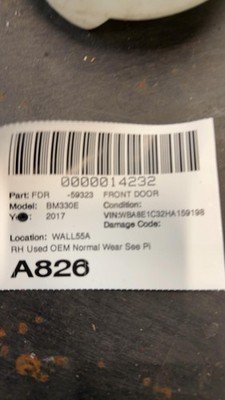 0000014232
Part: FDR -59323 FRONT DOOR
Model: BM330E Condition:
Year: 2017 VIN:WBA8E1C32HA159198
Damage Code:
Location: WALL55A
RH Used OEM Normal Wear See Pi
A826